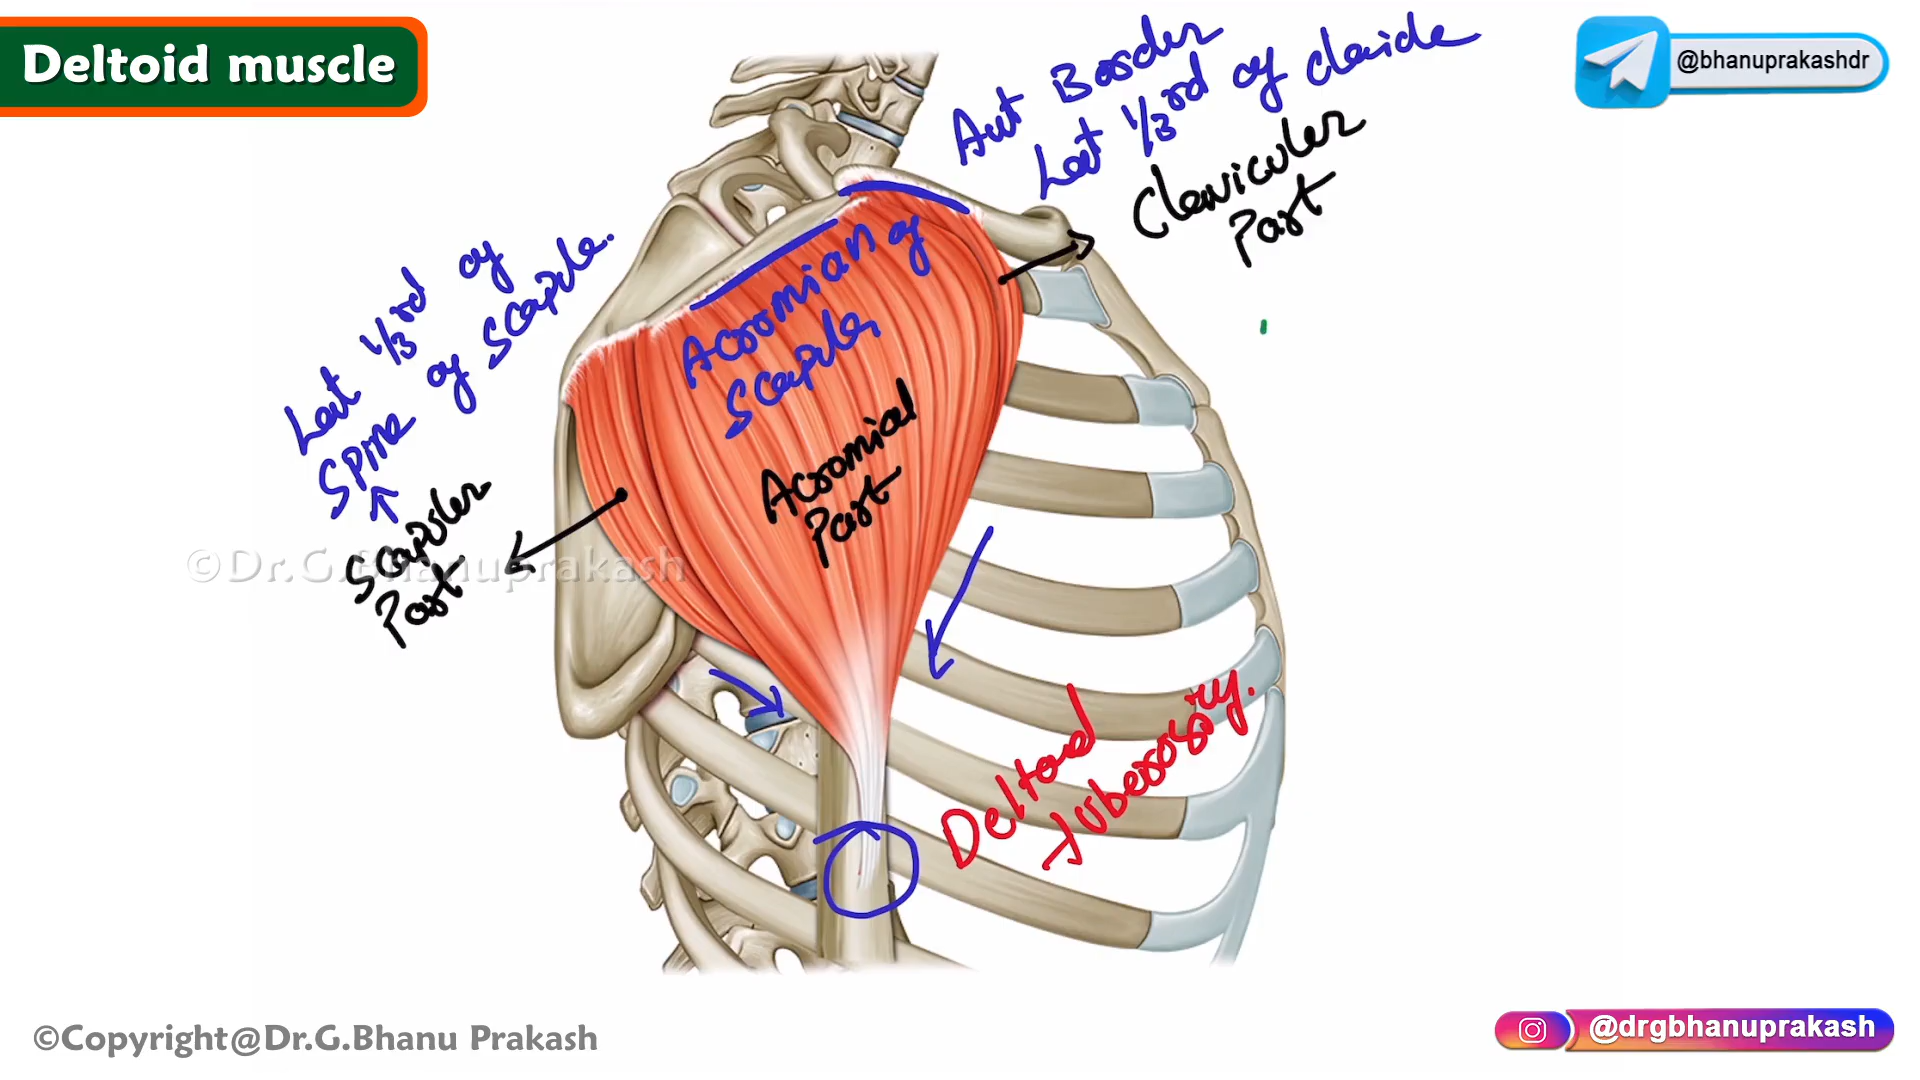 Deltoid muscle
@bhanuprakashdr
Ant Border
Lat 1/3rd of clavicle
Clavicular
Part
Lat 1/3rd of
Spine of Scapula.
Scapular
Part
Acromian of
Scapula
Acromial
Part
©Dr.G.Bhanuprakash
Deltoid
tuberosity.
©Copyright@Dr.G.Bhanu Prakash
@drgbhanuprakash